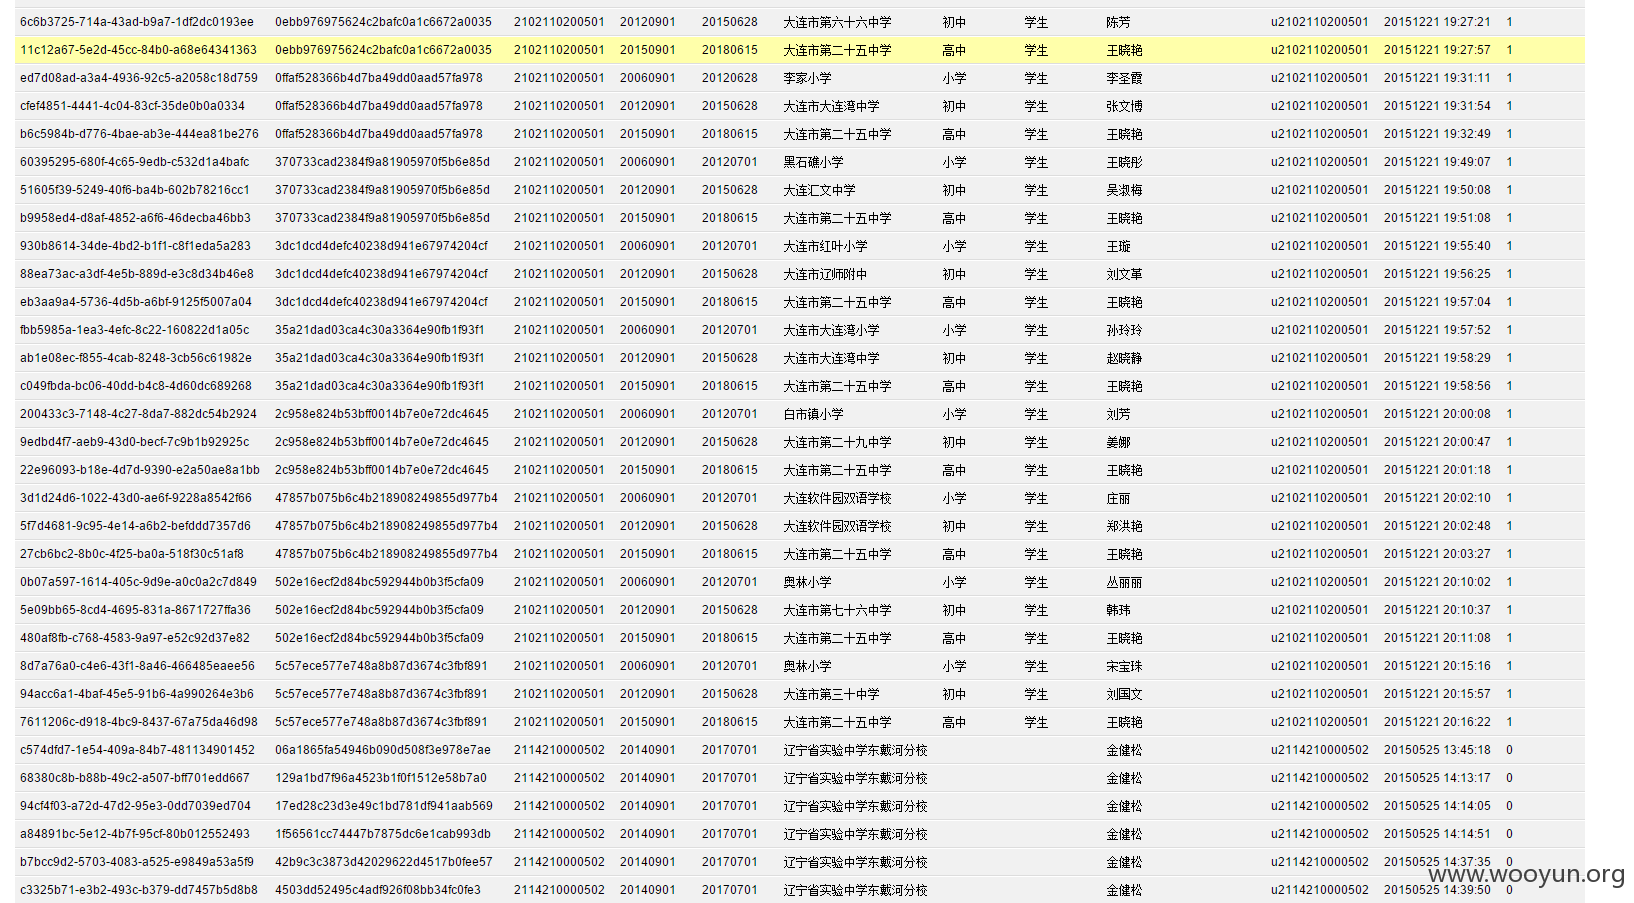 6c6b3725-714a-43ad-b9a7-1df2dc0193ee 0ebb976975624c2bafc0a1c6672a0035 2102110200501 20120901 20150628 大连市第六十六中学 初中 学生 陈芳 u2102110200501 20151221 19:27:21 1
11c12a67-5e2d-45cc-84b0-a68e64341363 0ebb976975624c2bafc0a1c6672a0035 2102110200501 20150901 20180615 大连市第二十五中学 高中 学生 王晓艳 u2102110200501 20151221 19:27:57 1
ed7d08ad-a3a4-4936-92c5-a2058c18d759 0ffaf528366b4d7ba49dd0aad57fa978 2102110200501 20060901 20120628 李家小学 小学 学生 李圣霞 u2102110200501 20151221 19:31:11 1
cfef4851-4441-4c04-83cf-35de0b0a0334 0ffaf528366b4d7ba49dd0aad57fa978 2102110200501 20120901 20150628 大连市大连湾中学 初中 学生 张文博 u2102110200501 20151221 19:31:54 1
b6c5984b-d776-4bae-ab3e-444ea81be276 0ffaf528366b4d7ba49dd0aad57fa978 2102110200501 20150901 20180615 大连市第二十五中学 高中 学生 王晓艳 u2102110200501 20151221 19:32:49 1
60395295-680f-4c65-9edb-c532d1a4bafc 370733cad2384f9a81905970f5b6e85d 2102110200501 20060901 20120701 黑石礁小学 小学 学生 王晓彤 u2102110200501 20151221 19:49:07 1
51605f39-5249-40f6-ba4b-602b78216cc1 370733cad2384f9a81905970f5b6e85d 2102110200501 20120901 20150628 大连汇文中学 初中 学生 吴淑梅 u2102110200501 20151221 19:50:08 1
b9958ed4-d8af-4852-a6f6-46decba46bb3 370733cad2384f9a81905970f5b6e85d 2102110200501 20150901 20180615 大连市第二十五中学 高中 学生 王晓艳 u2102110200501 20151221 19:51:08 1
930b8614-34de-4bd2-b1f1-c8f1eda5a283 3dc1dcd4defc40238d941e67974204cf 2102110200501 20060901 20120701 大连市红叶小学 小学 学生 王璇 u2102110200501 20151221 19:55:40 1
88ea73ac-a3df-4e5b-889d-e3c8d34b46e8 3dc1dcd4defc40238d941e67974204cf 2102110200501 20120901 20150628 大连市辽师附中 初中 学生 刘文革 u2102110200501 20151221 19:56:25 1
eb3aa9a4-5736-4d5b-a6bf-9125f5007a04 3dc1dcd4defc40238d941e67974204cf 2102110200501 20150901 20180615 大连市第二十五中学 高中 学生 王晓艳 u2102110200501 20151221 19:57:04 1
fbb5985a-1ea3-4efc-8c22-160822d1a05c 35a21dad03ca4c30a3364e90fb1f93f1 2102110200501 20060901 20120701 大连市大连湾小学 小学 学生 孙玲玲 u2102110200501 20151221 19:57:52 1
ab1e08ec-f855-4cab-8248-3cb56c61982e 35a21dad03ca4c30a3364e90fb1f93f1 2102110200501 20120901 20150628 大连市大连湾中学 初中 学生 赵晓静 u2102110200501 20151221 19:58:29 1
c049fbda-bc06-40dd-b4c8-4d60dc689268 35a21dad03ca4c30a3364e90fb1f93f1 2102110200501 20150901 20180615 大连市第二十五中学 高中 学生 王晓艳 u2102110200501 20151221 19:58:56 1
200433c3-7148-4c27-8da7-882dc54b2924 2c958e824b53bff0014b7e0e72dc4645 2102110200501 20060901 20120701 白市镇小学 小学 学生 刘芳 u2102110200501 20151221 20:00:08 1
9edbd4f7-aeb9-43d0-becf-7c9b1b92925c 2c958e824b53bff0014b7e0e72dc4645 2102110200501 20120901 20150628 大连市第二十九中学 初中 学生 姜娜 u2102110200501 20151221 20:00:47 1
22e96093-b18e-4d7d-9390-e2a50ae8a1bb 2c958e824b53bff0014b7e0e72dc4645 2102110200501 20150901 20180615 大连市第二十五中学 高中 学生 王晓艳 u2102110200501 20151221 20:01:18 1
3d1d24d6-1022-43d0-ae6f-9228a8542f66 47857b075b6c4b218908249855d977b4 2102110200501 20060901 20120701 大连软件园双语学校 小学 学生 庄丽 u2102110200501 20151221 20:02:10 1
5f7d4681-9c95-4e14-a6b2-befddd7357d6 47857b075b6c4b218908249855d977b4 2102110200501 20120901 20150628 大连软件园双语学校 初中 学生 郑洪艳 u2102110200501 20151221 20:02:48 1
27cb6bc2-8b0c-4f25-ba0a-518f30c51af8 47857b075b6c4b218908249855d977b4 2102110200501 20150901 20180615 大连市第二十五中学 高中 学生 王晓艳 u2102110200501 20151221 20:03:27 1
0b07a597-1614-405c-9d9e-a0c0a2c7d849 502e16ecf2d84bc592944b0b3f5cfa09 2102110200501 20060901 20120701 奥林小学 小学 学生 丛丽丽 u2102110200501 20151221 20:10:02 1
5e09bb65-8cd4-4695-831a-8671727ffa36 502e16ecf2d84bc592944b0b3f5cfa09 2102110200501 20120901 20150628 大连市第七十六中学 初中 学生 韩玮 u2102110200501 20151221 20:10:37 1
480af8fb-c768-4583-9a97-e52c92d37e82 502e16ecf2d84bc592944b0b3f5cfa09 2102110200501 20150901 20180615 大连市第二十五中学 高中 学生 王晓艳 u2102110200501 20151221 20:11:08 1
8d7a76a0-c4e6-43f1-8a46-466485eaee56 5c57ece577e748a8b87d3674c3fbf891 2102110200501 20060901 20120701 奥林小学 小学 学生 宋宝珠 u2102110200501 20151221 20:15:16 1
94acc6a1-4baf-45e5-91b6-4a990264e3b6 5c57ece577e748a8b87d3674c3fbf891 2102110200501 20120901 20150628 大连市第三十中学 初中 学生 刘国文 u2102110200501 20151221 20:15:57 1
7611206c-d918-4bc9-8437-67a75da46d98 5c57ece577e748a8b87d3674c3fbf891 2102110200501 20150901 20180615 大连市第二十五中学 高中 学生 王晓艳 u2102110200501 20151221 20:16:22 1
c574dfd7-1e54-409a-84b7-481134901452 06a1865fa54946b090d508f3e978e7ae 2114210000502 20150901 20170701 辽宁省实验中学东戴河分校 金健松 u2114210000502 20150525 13:45:18 0
68380c8b-b88b-49c2-a507-bff701edd667 129a1bd7f96a4523b1f0f1512e58b7a0 2114210000502 20140901 20170701 辽宁省实验中学东戴河分校 金健松 u2114210000502 20150525 14:13:17 0
94cf4f03-a72d-47d2-95e3-0dd7039ed704 17ed28c23d3e49c1bd781df941aab569 2114210000502 20140901 20170701 辽宁省实验中学东戴河分校 金健松 u2114210000502 20150525 14:14:05 0
a84891bc-5e12-4b7f-95cf-80b012552493 1f56561cc74447b7875dc6e1cab993db 2114210000502 20140901 20170701 辽宁省实验中学东戴河分校 金健松 u2114210000502 20150525 14:14:51 0
b7bcc9d2-5703-4083-a525-e9849a53a5f9 42b9c3c3873d42029622d4517b0fee57 2114210000502 20140901 20170701 辽宁省实验中学东戴河分校 金健松 u2114210000502 20150525 14:37:35 0
c3325b71-e3b2-493c-b379-dd7457b5d8b8 4503dd52495c4adf926f08bb34fc0fe3 2114210000502 20140901 20170701 辽宁省实验中学东戴河分校 金健松 u2114210000502 20150525 14:39:50 0
www.wooyun.org